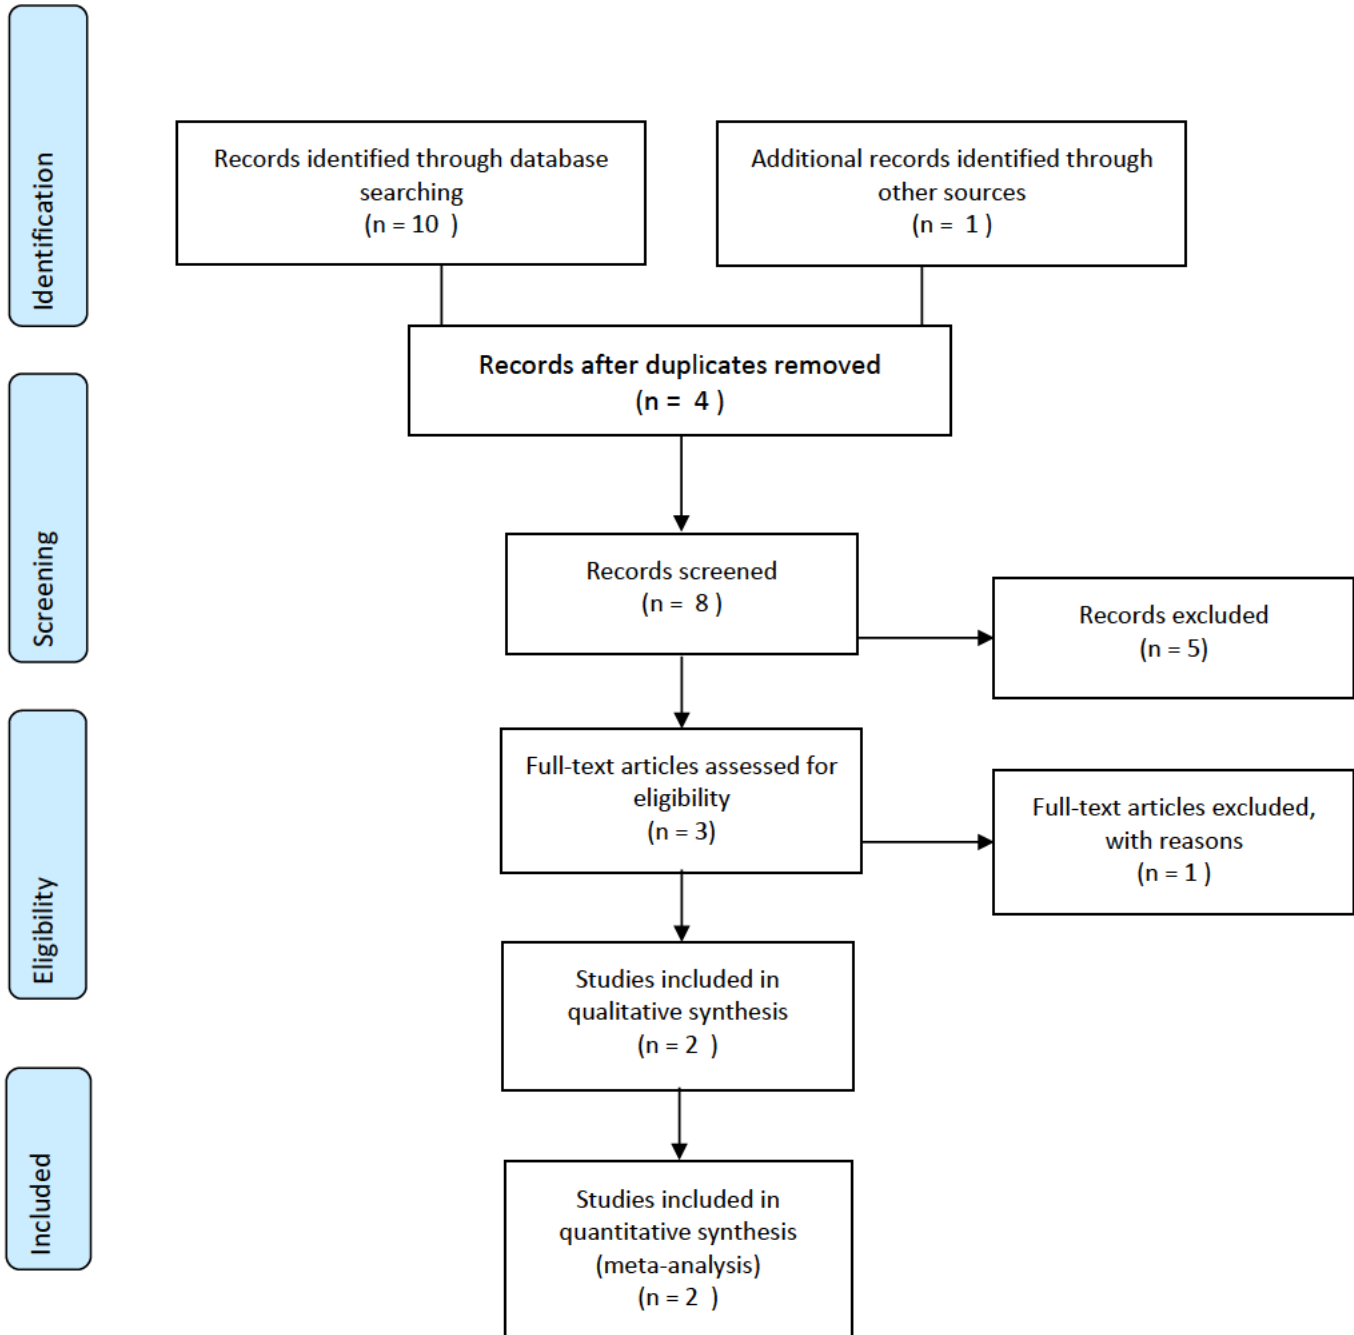 Identification
Records identified through database
searching
(n = 10  )
Additional records identified through
other sources
(n =  1 )
Records after duplicates removed
(n =  4 )
Screening
Records screened
(n =  8 )
Records excluded
(n = 5)
Eligibility
Full-text articles assessed for
eligibility
(n = 3)
Full-text articles excluded,
with reasons
(n = 1 )
Studies included in
qualitative synthesis
(n = 2  )
Included
Studies included in
quantitative synthesis
(meta-analysis)
(n = 2  )